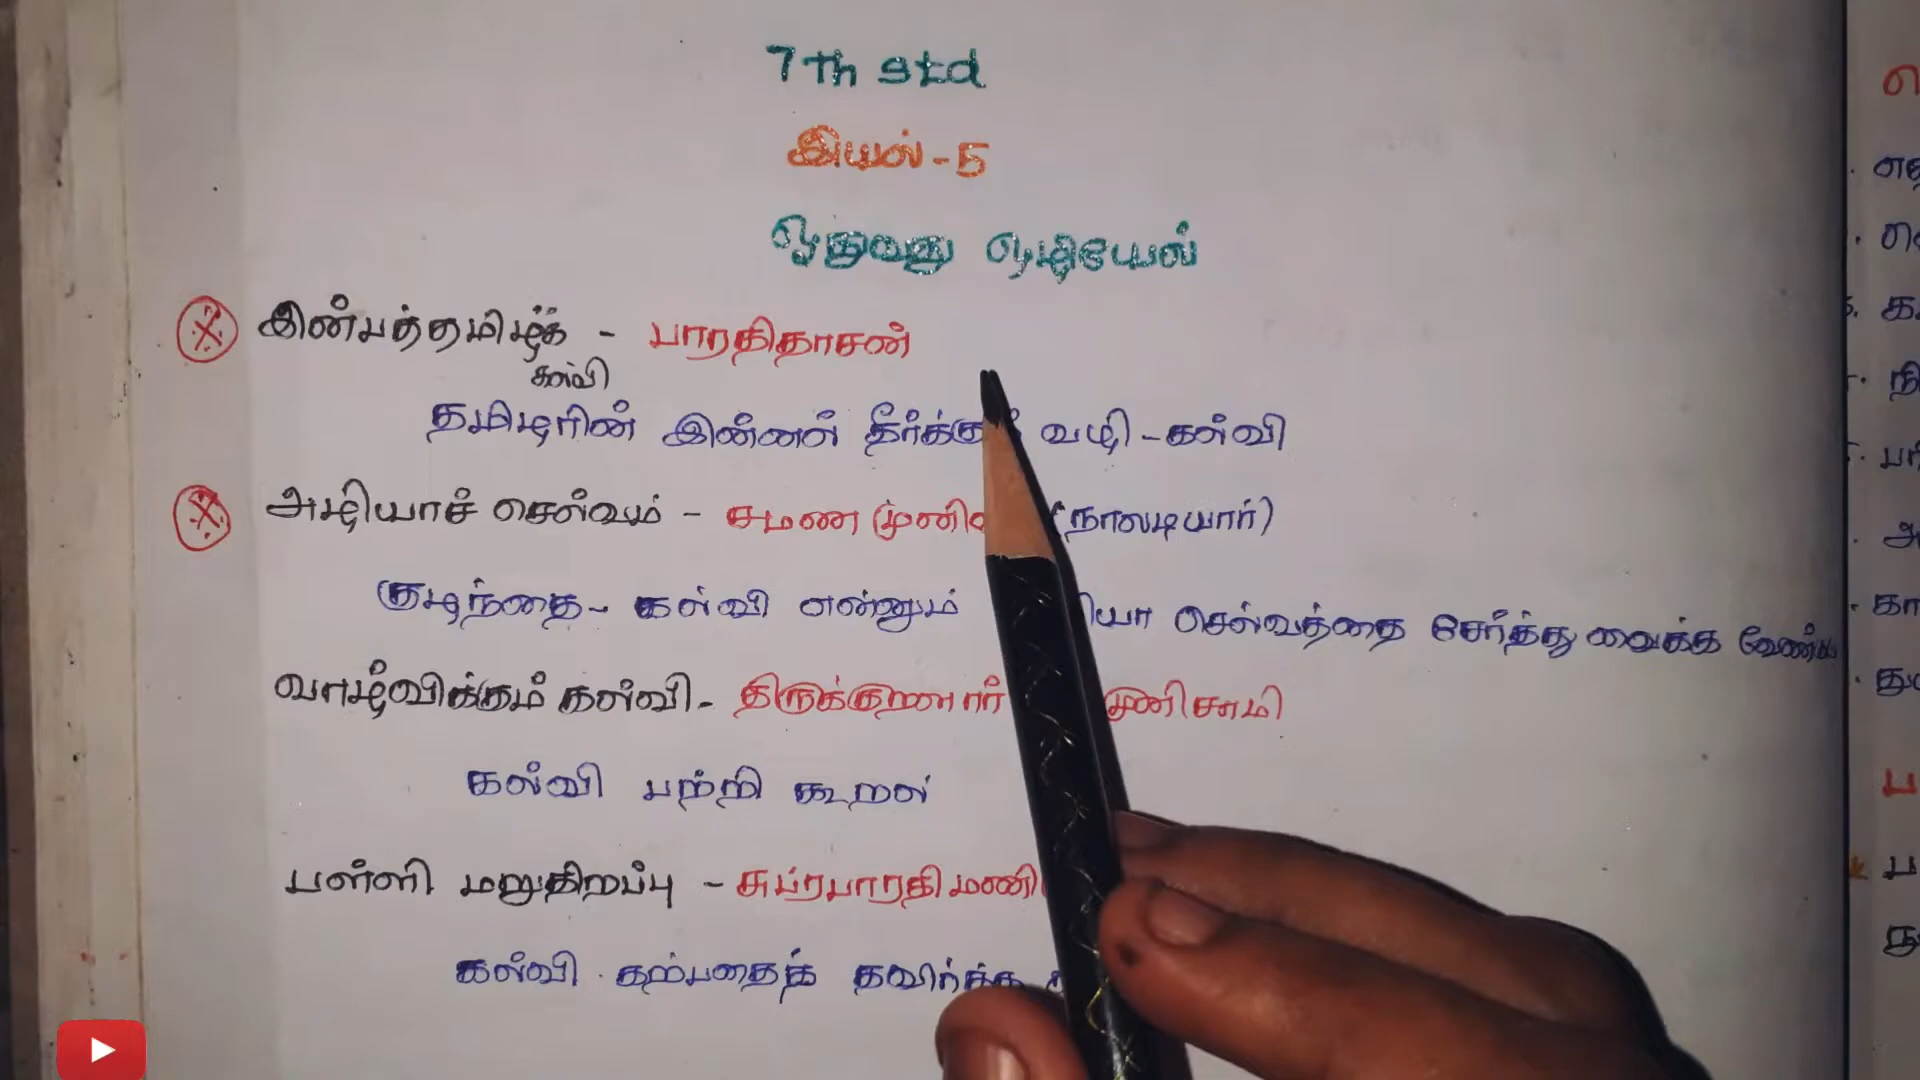 7th std
இயல் - 5
ஓதுவது ஒழியேல்
இன்பத்தமிழ்க் - பாரதிதாசன்
கல்வி
தமிழரின் இன்னல் தீர்க்கும் வழி - கல்வி
அழியாச் செல்வம் - சமண முனிவ (நாலடியார்)
குழந்தை - கல்வி என்னும் யா செல்வத்தை சேர்த்து வைக்க வேண்
வாழ்விக்கும் கல்வி - திருக்குறளார் முனிசாமி
கல்வி பற்றி கூறல்
பள்ளி மறுதிறப்பு - சுப்ரபாரதிமணி
கல்வி கற்பதைத் தவிர்க்க